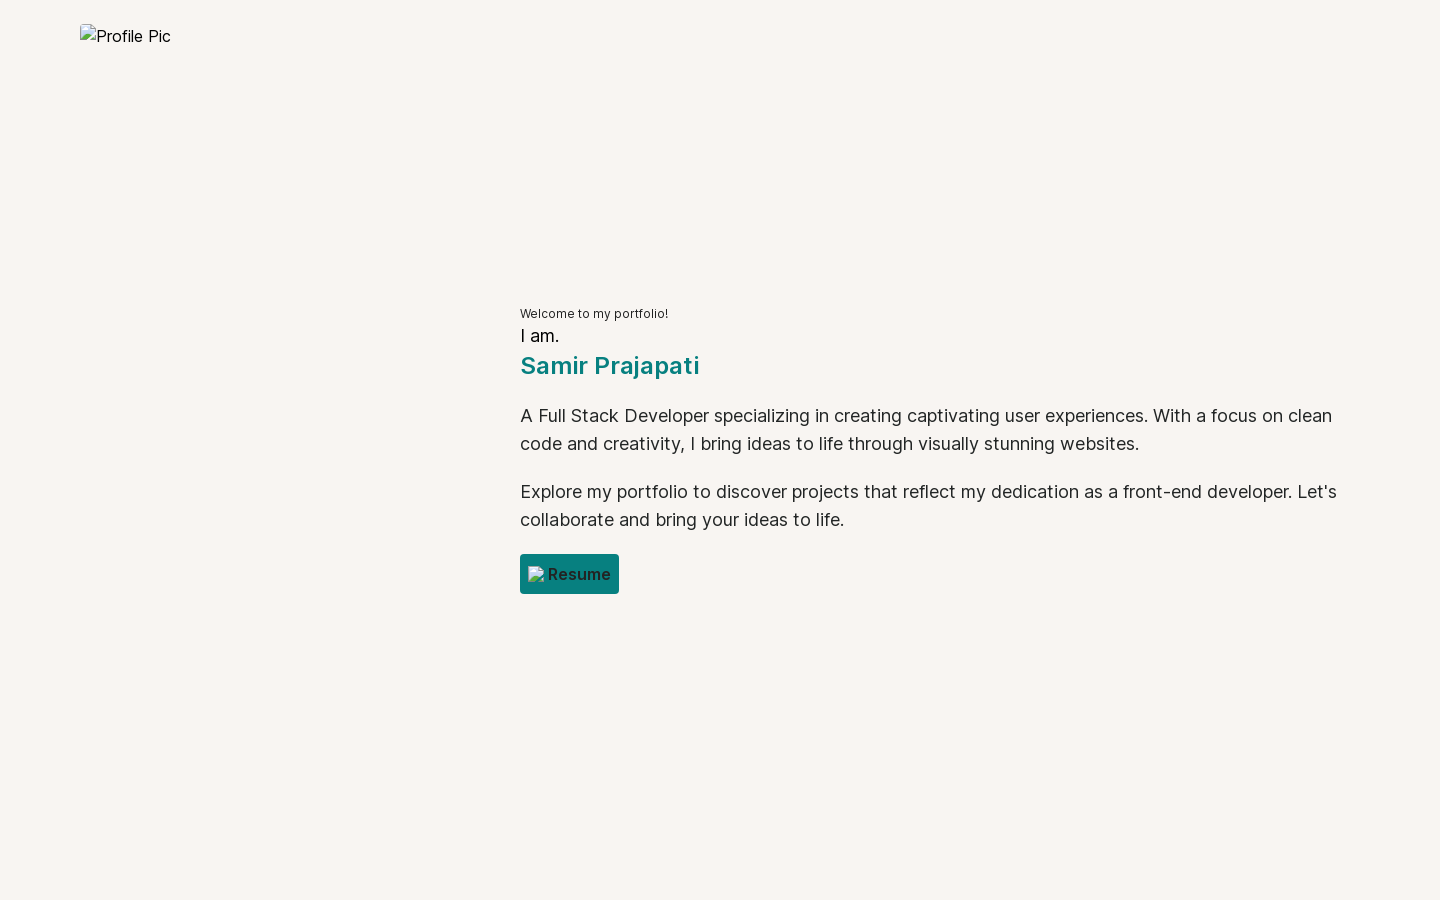 Profile Pic
Welcome to my portfolio!
I am.
Samir Prajapati
A Full Stack Developer specializing in creating captivating user experiences. With a focus on clean
code and creativity, I bring ideas to life through visually stunning websites.
Explore my portfolio to discover projects that reflect my dedication as a front-end developer. Let's
collaborate and bring your ideas to life.
Resume